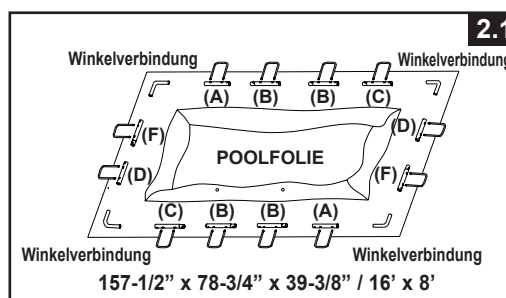 2.1
Winkelverbindung Winkelverbindung
(A) (B) (B) (C)
(F) (D)
POOLFOLIE
(D) (F)
(C) (B) (B) (A)
Winkelverbindung Winkelverbindung
157-1/2” x 78-3/4” x 39-3/8” / 16’ x 8’